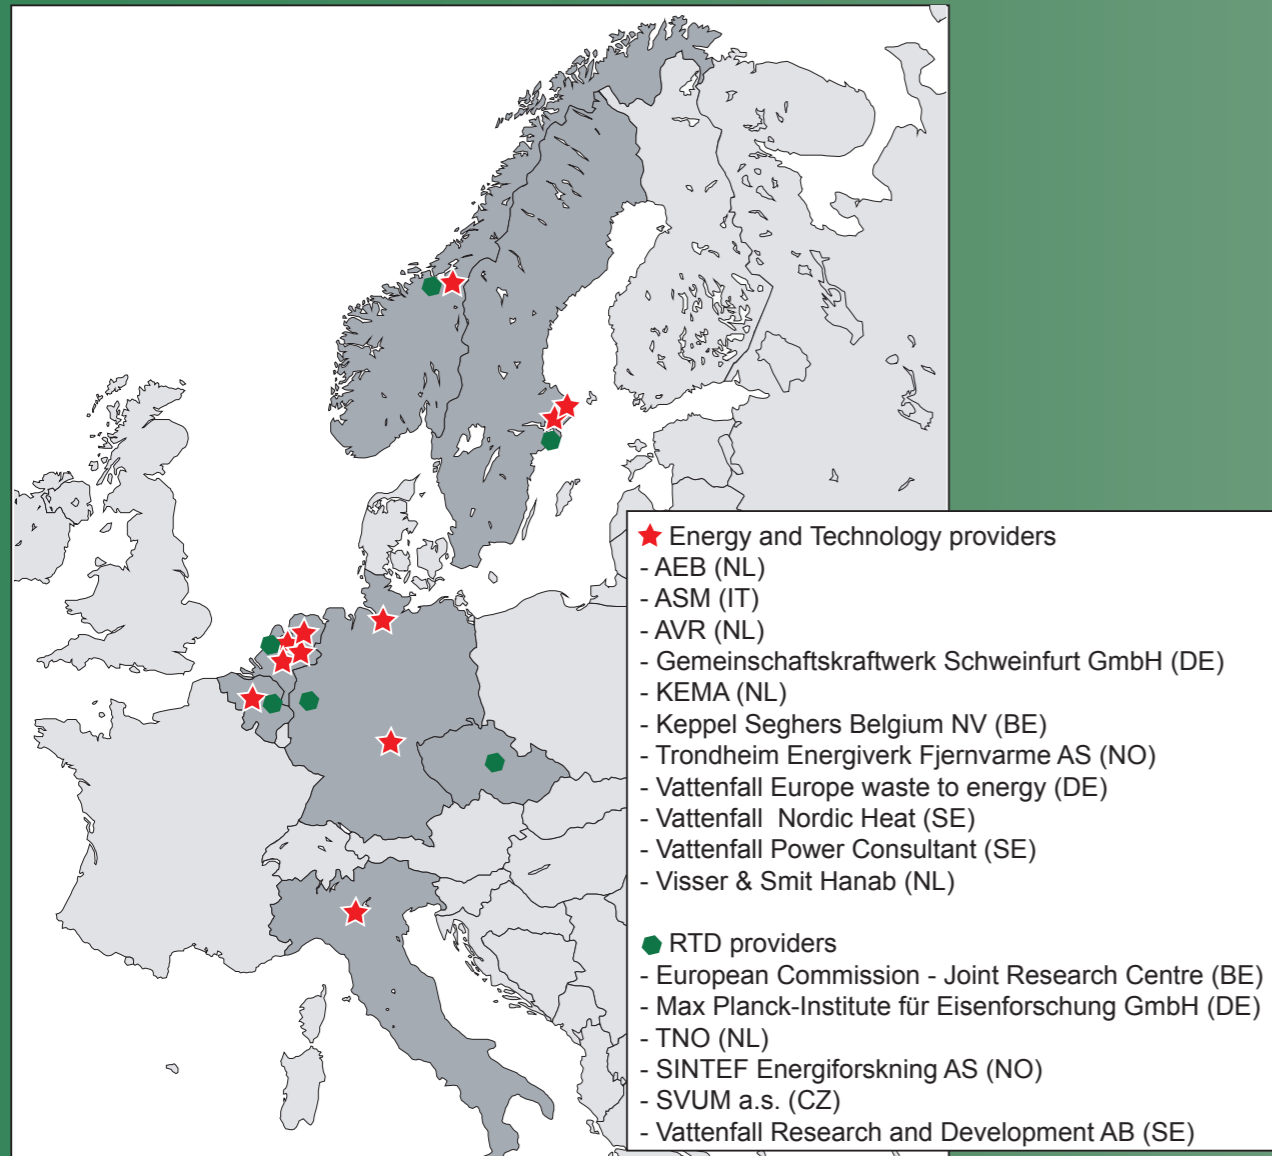 Energy and Technology providers
- AEB (NL)
- ASM (IT)
- AVR (NL)
- Gemeinschaftskraftwerk Schweinfurt GmbH (DE)
- KEMA (NL)
- Keppel Seghers Belgium NV (BE)
- Trondheim Energiverk Fjernvarme AS (NO)
- Vattenfall Europe waste to energy (DE)
- Vattenfall  Nordic Heat (SE)
- Vattenfall Power Consultant (SE)
- Visser & Smit Hanab (NL)
RTD providers
- European Commission - Joint Research Centre (BE)
- Max Planck-Institute für Eisenforschung GmbH (DE)
- TNO (NL)
- SINTEF Energiforskning AS (NO)
- SVUM a.s. (CZ)
- Vattenfall Research and Development AB (SE)